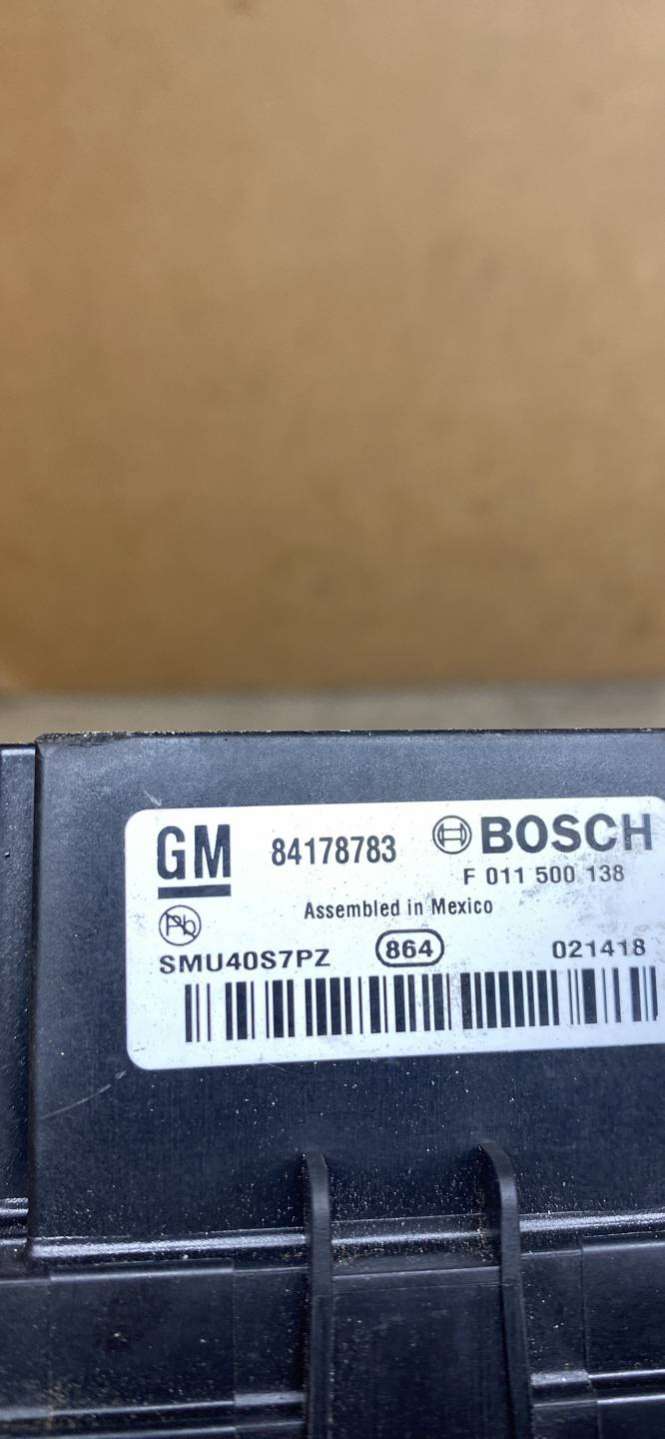 GM 84178783 BOSCH
F 011 500 138
Assembled in Mexico
Pb
SMU40S7PZ 864 021418